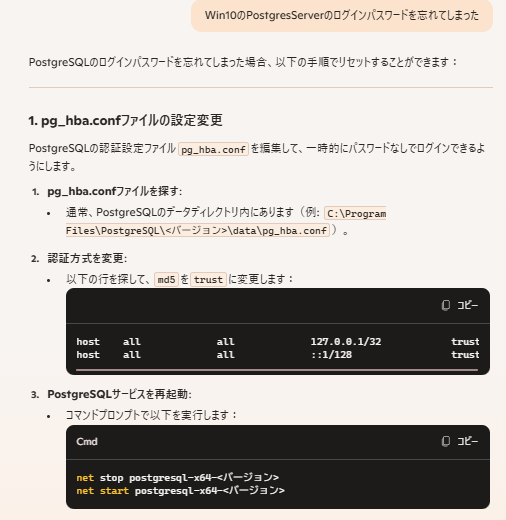 Win10のPostgresServerのログインパスワードを忘れてしまった
PostgreSQLのログインパスワードを忘れてしまった場合、以下の手順でリセットすることができます：
1. pg_hba.confファイルの設定変更
PostgreSQLの認証設定ファイル pg_hba.conf を編集して、一時的にパスワードなしでログインできるよ
うにします。
1. pg_hba.confファイルを探す:
• 通常、PostgreSQLのデータディレクトリ内にあります（例: C:\Program
Files\PostgreSQL\<バージョン>\data\pg_hba.conf ）。
2. 認証方式を変更:
• 以下の行を探して、 md5 を trust に変更します：
コピー
host all all 127.0.0.1/32 trust
host all all ::1/128 trust
3. PostgreSQLサービスを再起動:
• コマンドプロンプトで以下を実行します：
Cmd コピー
net stop postgresql-x64-<バージョン>
net start postgresql-x64-<バージョン>